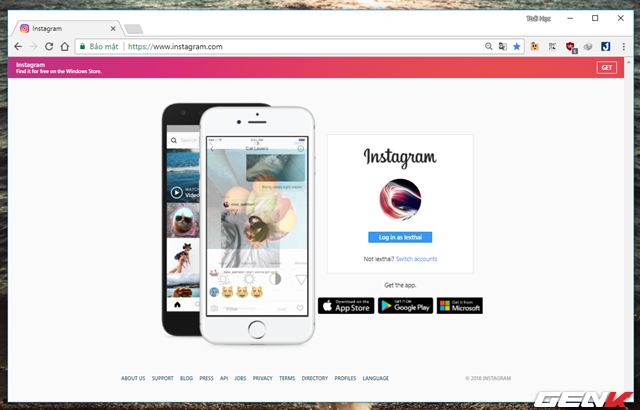 Instagram
Bảo mật
https://www.instagram.com
Instagram
Find it for free on the Windows Store.
GET
Search
Cat Lovers
WATCH
Video
Instagram
Log in as lexthai
Not lexthai? Switch accounts
Get the app.
Download on the
App Store
GET IT ON
Google Play
Get it from
Microsoft
Filter
Edit
ABOUT US SUPPORT BLOG PRESS API JOBS PRIVACY TERMS DIRECTORY PROFILES LANGUAGE
© 2018 INSTAGRAM
GENK